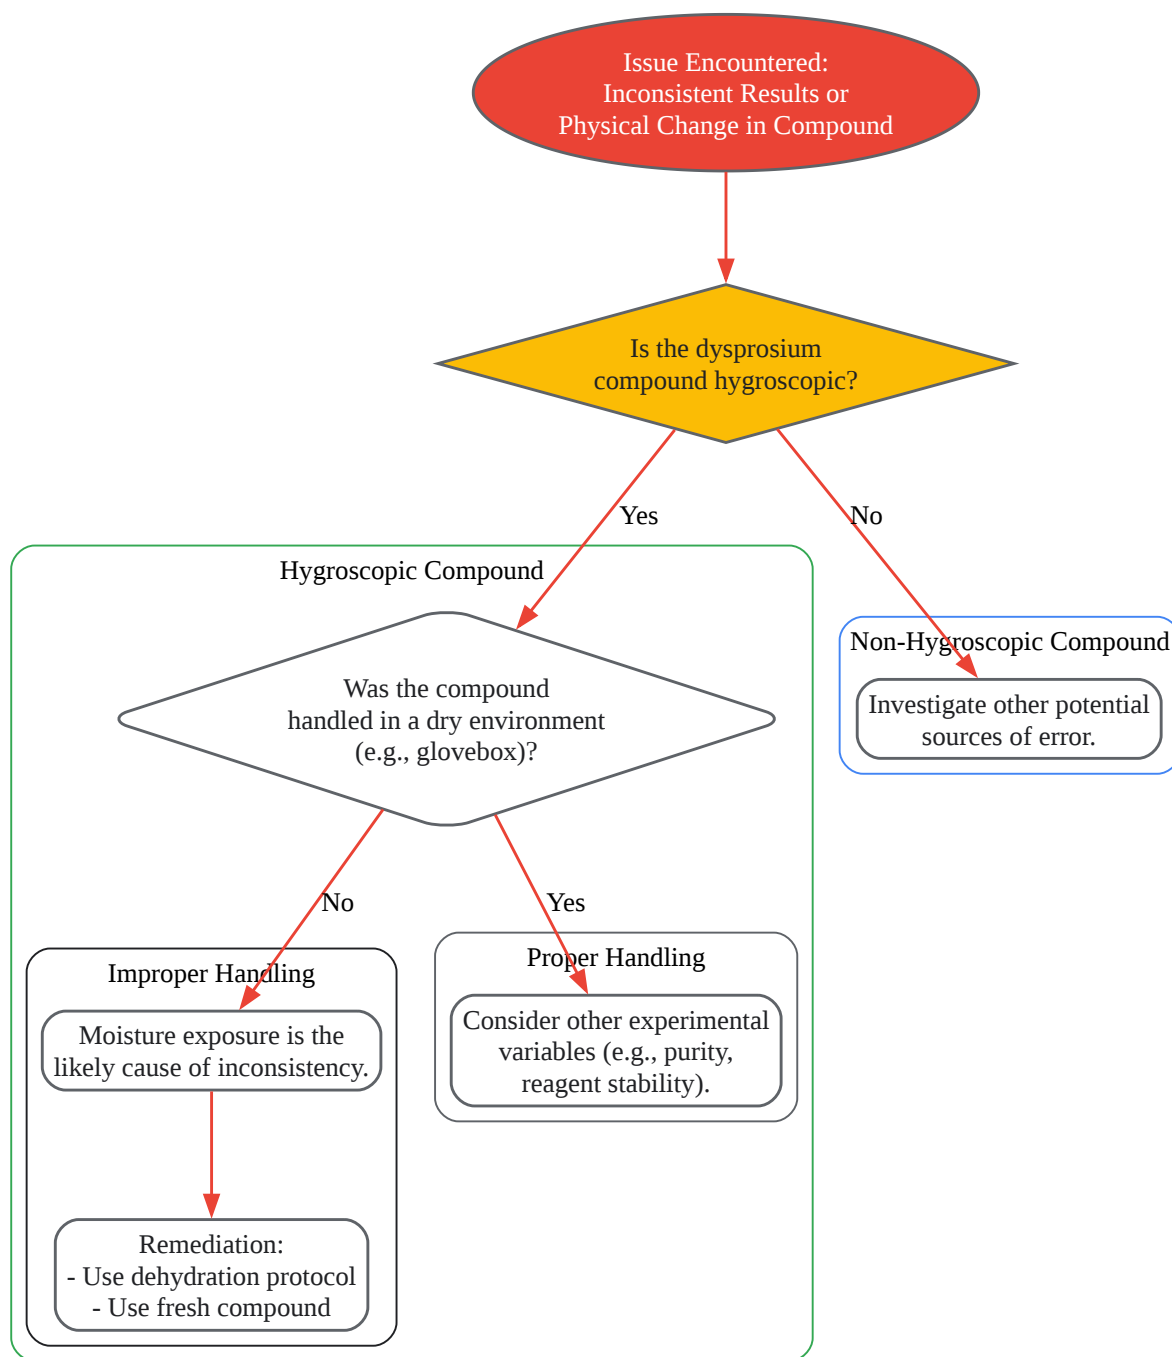 Issue Encountered:
Inconsistent Results or
Physical Change in Compound
Is the dysprosium
compound hygroscopic?
Yes
No
Hygroscopic Compound
Non-Hygroscopic Compound
Was the compound
handled in a dry environment
(e.g., glovebox)?
Investigate other potential
sources of error.
No
Yes
Improper Handling
Moisture exposure is the
likely cause of inconsistency.
Proper Handling
Consider other experimental
variables (e.g., purity,
reagent stability).
Remediation:
- Use dehydration protocol
- Use fresh compound